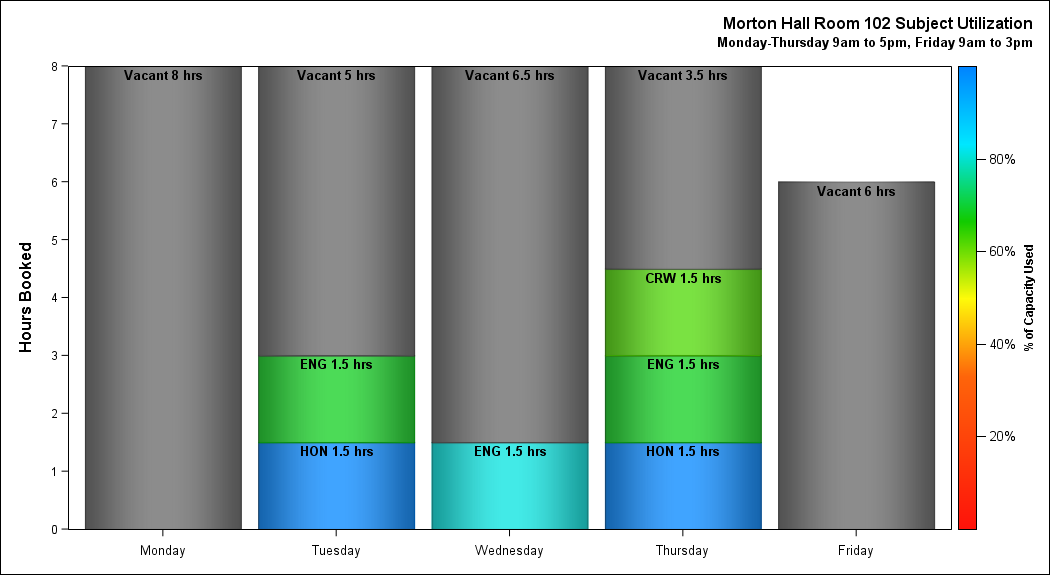 Morton Hall Room 102 Subject Utilization
Monday-Thursday 9am to 5pm, Friday 9am to 3pm
Hours Booked
8
7
6
5
4
3
2
1
0
Vacant 8 hrs
Vacant 5 hrs
ENG 1.5 hrs
HON 1.5 hrs
Vacant 6.5 hrs
ENG 1.5 hrs
Vacant 3.5 hrs
CRW 1.5 hrs
ENG 1.5 hrs
HON 1.5 hrs
Vacant 6 hrs
Monday
Tuesday
Wednesday
Thursday
Friday
80%
60%
40%
20%
% of Capacity Used